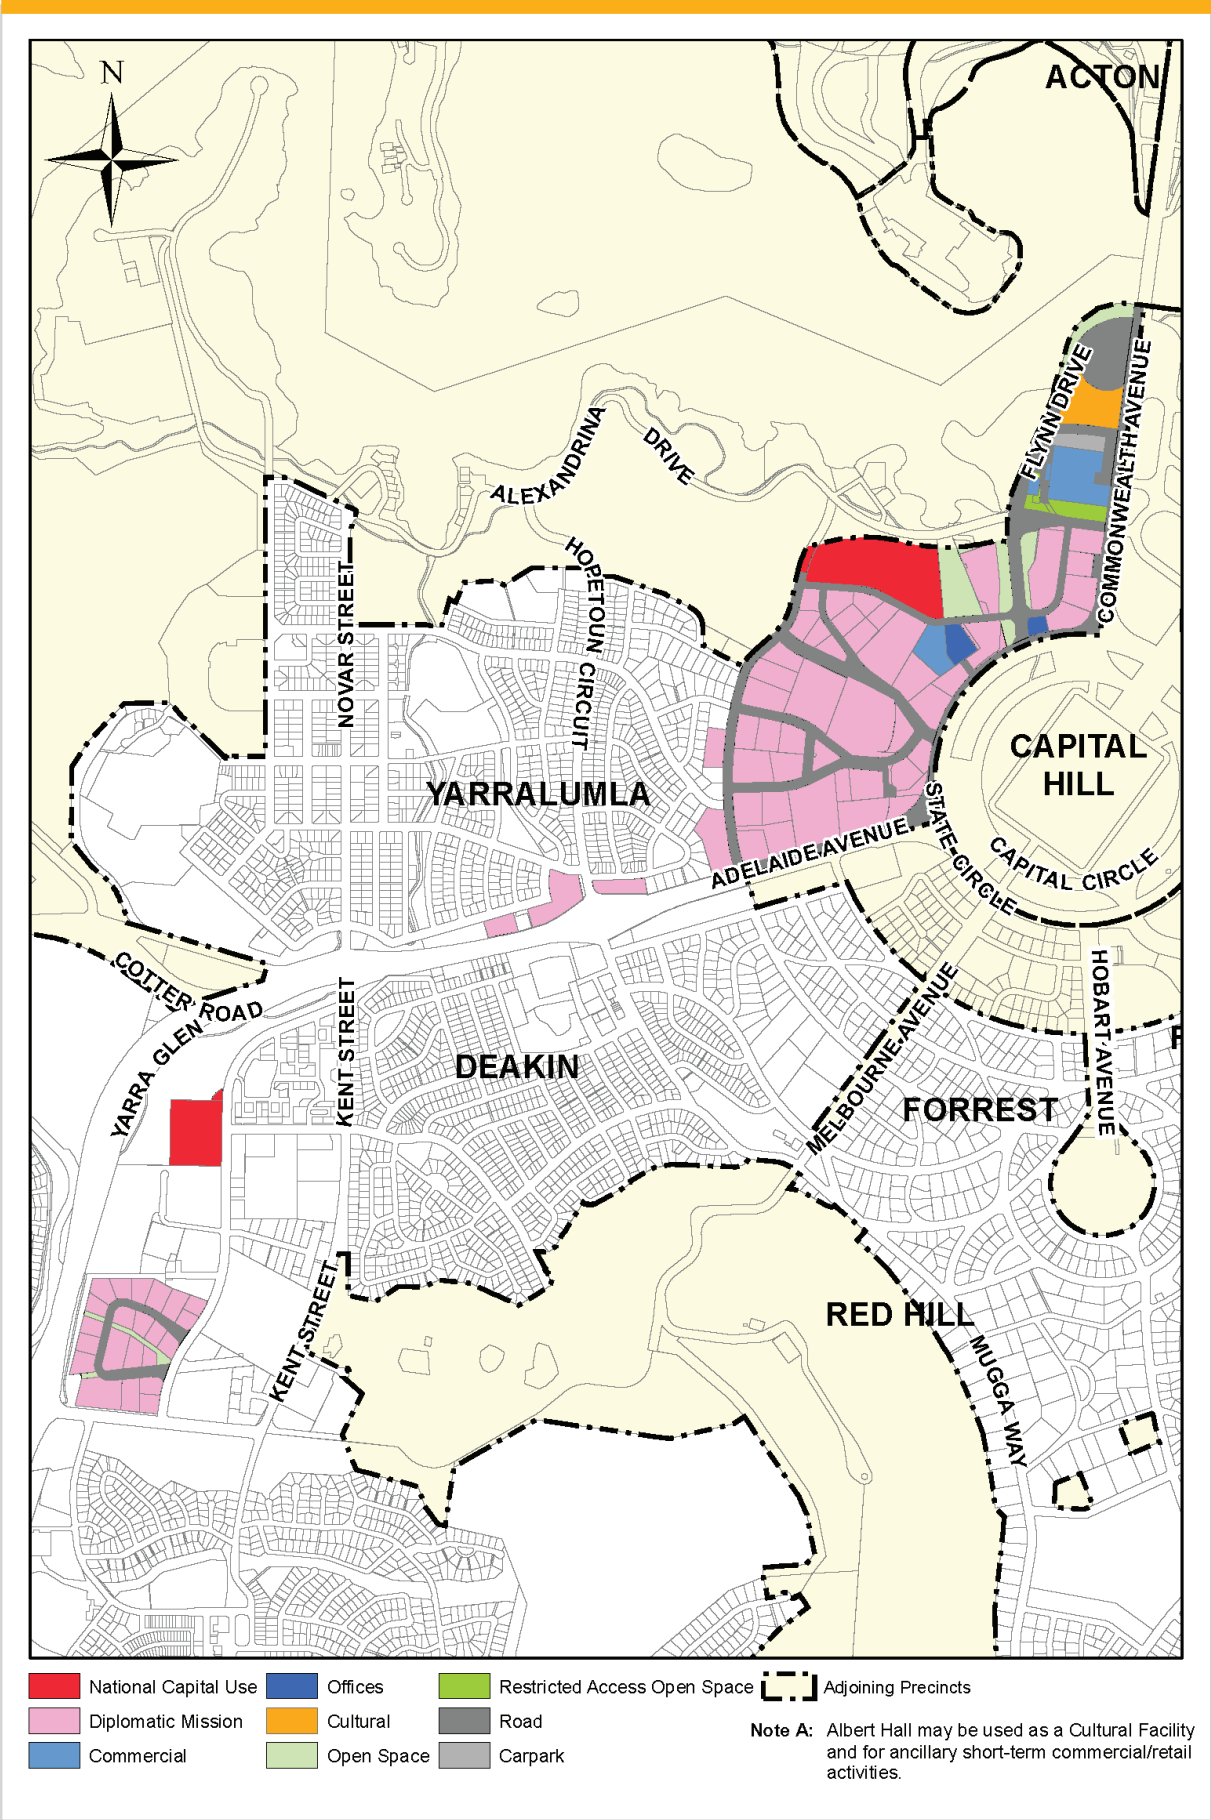 N
ACTON
FLYNN DRIVE
COMMONWEALTH AVENUE
ALEXANDRINA
DRIVE
HOPETOUN CIRCUIT
NOVAR STREET
CAPITAL
HILL
YARRALUMLA
STATE CIRCLE
ADELAIDE AVENUE
CAPITAL CIRCLE
COTTER ROAD
YARRA GLEN
KENT STREET
MELBOURNE AVENUE
HOBART AVENUE
F
DEAKIN
FORREST
KENT STREET
RED HILL
MUGGA WAY
National Capital Use
Offices
Restricted Access Open Space
Adjoining Precincts
Diplomatic Mission
Cultural
Road
Commercial
Open Space
Carpark
Note A: Albert Hall may be used as a Cultural Facility
and for ancillary short-term commercial/retail
activities.